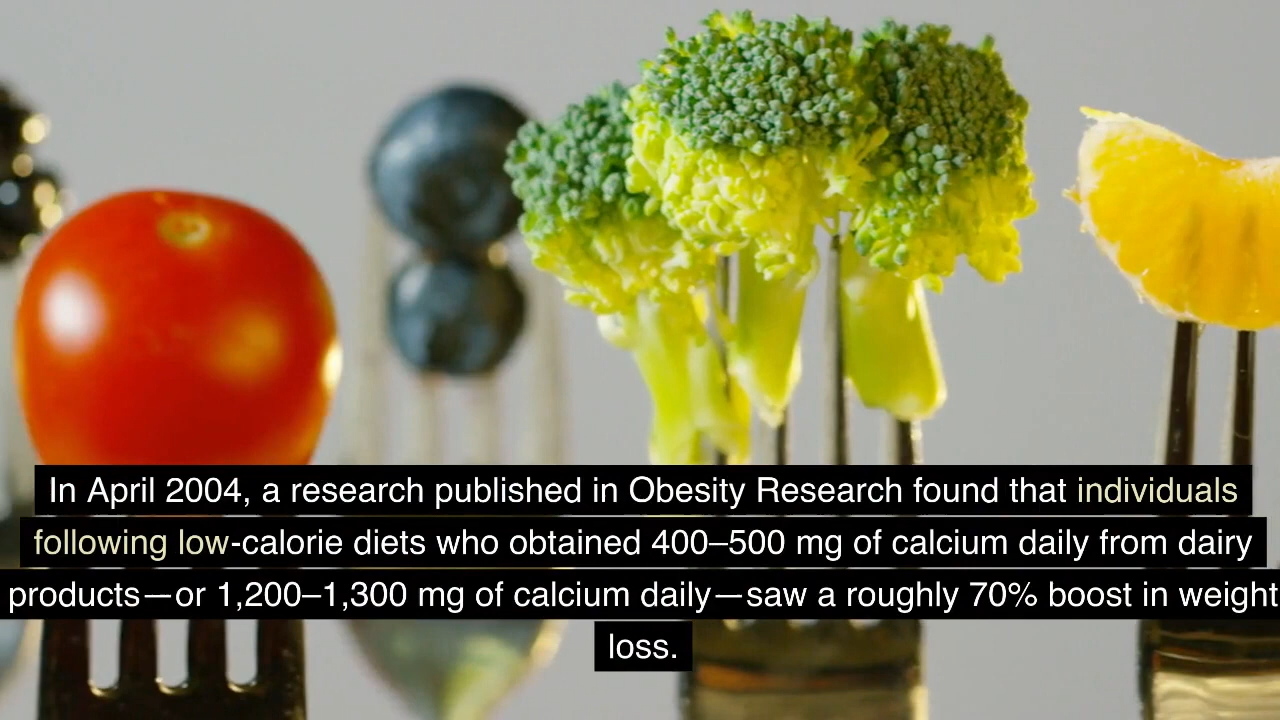 In April 2004, a research published in Obesity Research found that individuals
following low-calorie diets who obtained 400–500 mg of calcium daily from dairy
products—or 1,200–1,300 mg of calcium daily—saw a roughly 70% boost in weight
loss.